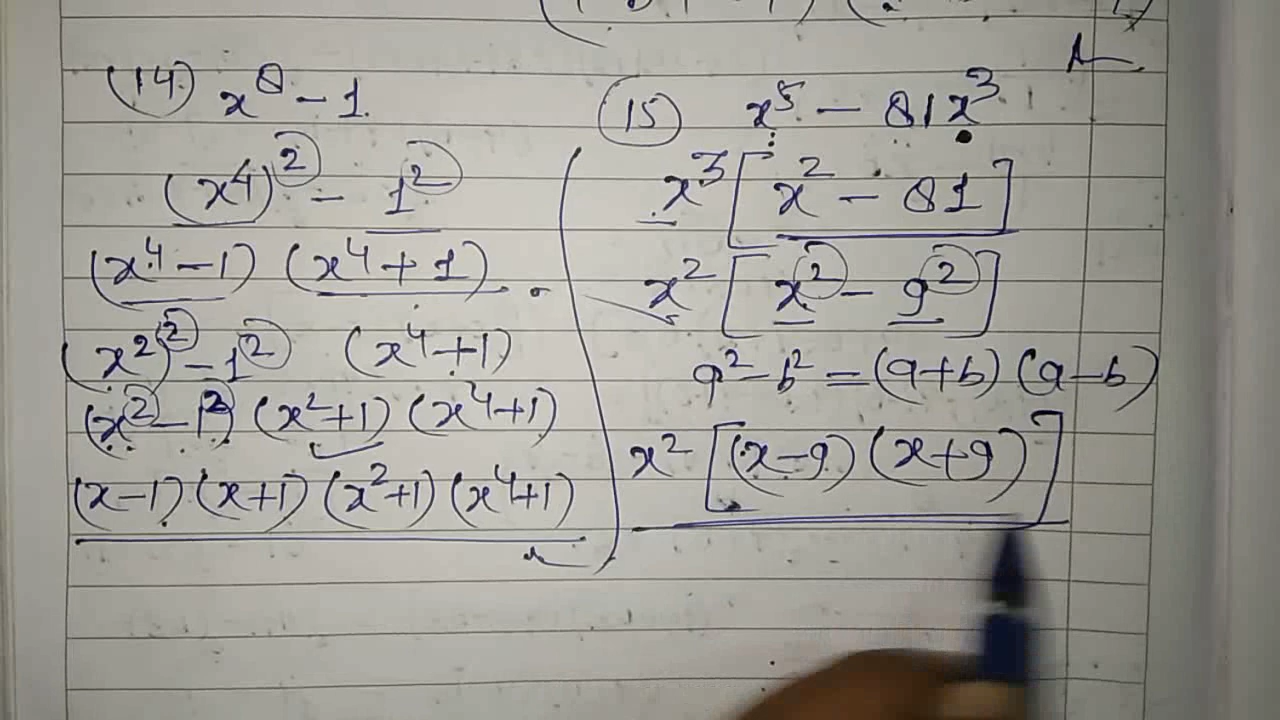 (14) x⁸ - 1
(x⁴)² - 1²
(x⁴ - 1) (x⁴ + 1)
(x²)² - 1² (x⁴ + 1)
(x² - 1²) (x² + 1) (x⁴ + 1)
(x - 1) (x + 1) (x² + 1) (x⁴ + 1)
(15) x⁵ - 81x³
x³ [x² - 81]
x² [x² - 9²]
a² - b² = (a + b) (a - b)
x² [(x - 9) (x + 9)]